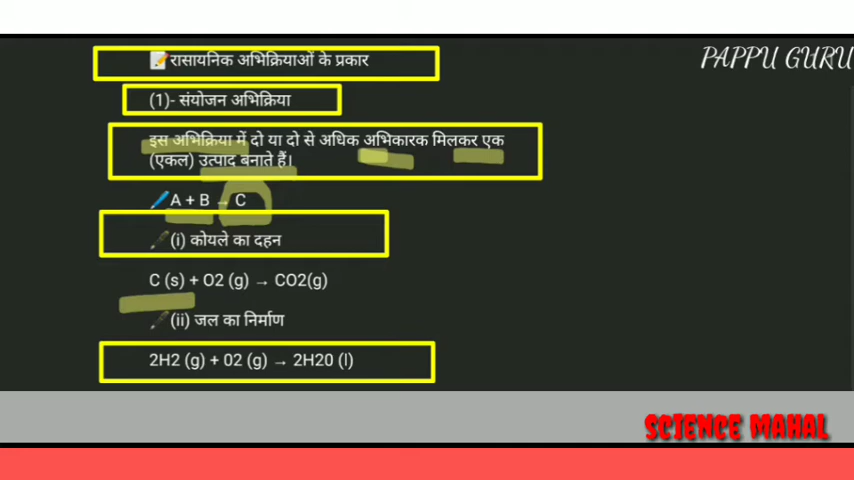 📝रासायनिक अभिक्रियाओं के प्रकार
PAPPU GURU
(1)- संयोजन अभिक्रिया
इस अभिक्रिया में दो या दो से अधिक अभिकारक मिलकर एक
(एकल) उत्पाद बनाते हैं।
🖊️A + B → C
🖋️(i) कोयले का दहन
C (s) + O2 (g) → CO2(g)
🖋️(ii) जल का निर्माण
2H2 (g) + 02 (g) → 2H20 (l)
SCIENCE MAHAL